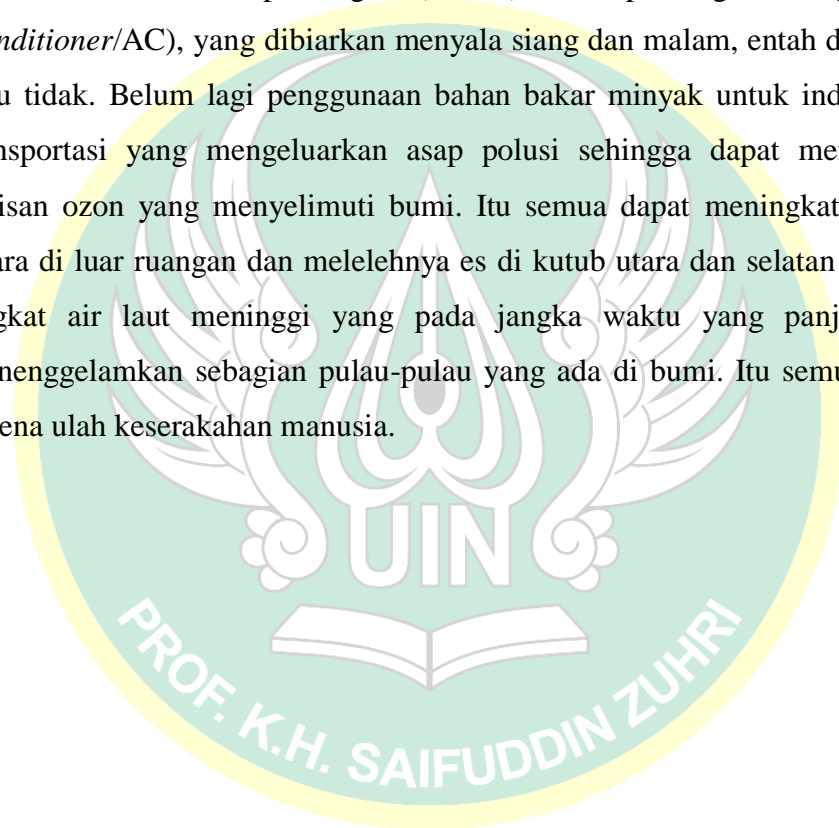 nditioner/AC), yang dibiarkan menyala siang dan malam, entah d
u tidak. Belum lagi penggunaan bahan bakar minyak untuk ind
nsportasi yang mengeluarkan asap polusi sehingga dapat me
isan ozon yang menyelimuti bumi. Itu semua dapat meningkat
ara di luar ruangan dan melelehnya es di kutub utara dan selatan
gkat air laut meninggi yang pada jangka waktu yang panj
nenggelamkan sebagian pulau-pulau yang ada di bumi. Itu semu
ena ulah keserakahan manusia.
UIN
PROF. K.H. SAIFUDDIN ZUHRI